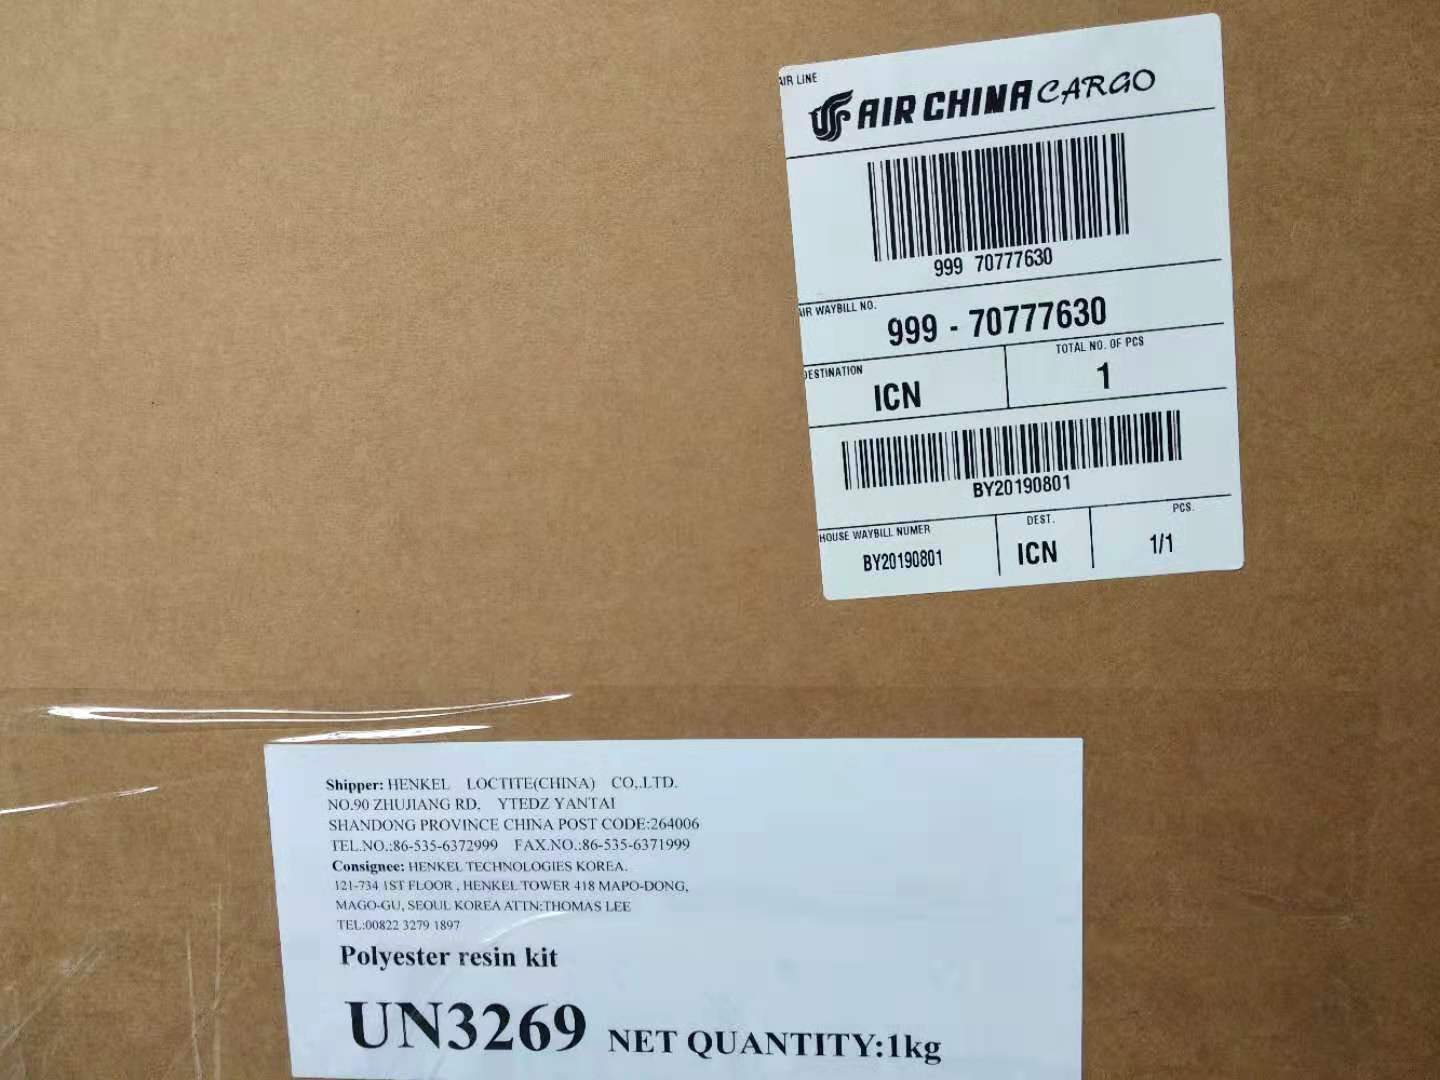 AIR LINE
AIR CHINA CARGO
999 70777630
AIR WAYBILL NO.
999 - 70777630
DESTINATION
ICN
TOTAL NO. OF PCS
1
BY20190801
HOUSE WAYBILL NUMER
BY20190801
DEST.
ICN
PCS.
1/1
Shipper: HENKEL LOCTITE(CHINA) CO,.LTD.
NO.90 ZHUJIANG RD. YTEDZ YANTAI
SHANDONG PROVINCE CHINA POST CODE:264006
TEL.NO.:86-535-6372999 FAX.NO.:86-535-6371999
Consignee: HENKEL TECHNOLOGIES KOREA.
121-734 1ST FLOOR , HENKEL TOWER 418 MAPO-DONG,
MAGO-GU, SEOUL KOREA ATTN:THOMAS LEE
TEL:00822 3279 1897
Polyester resin kit
UN3269 NET QUANTITY:1kg